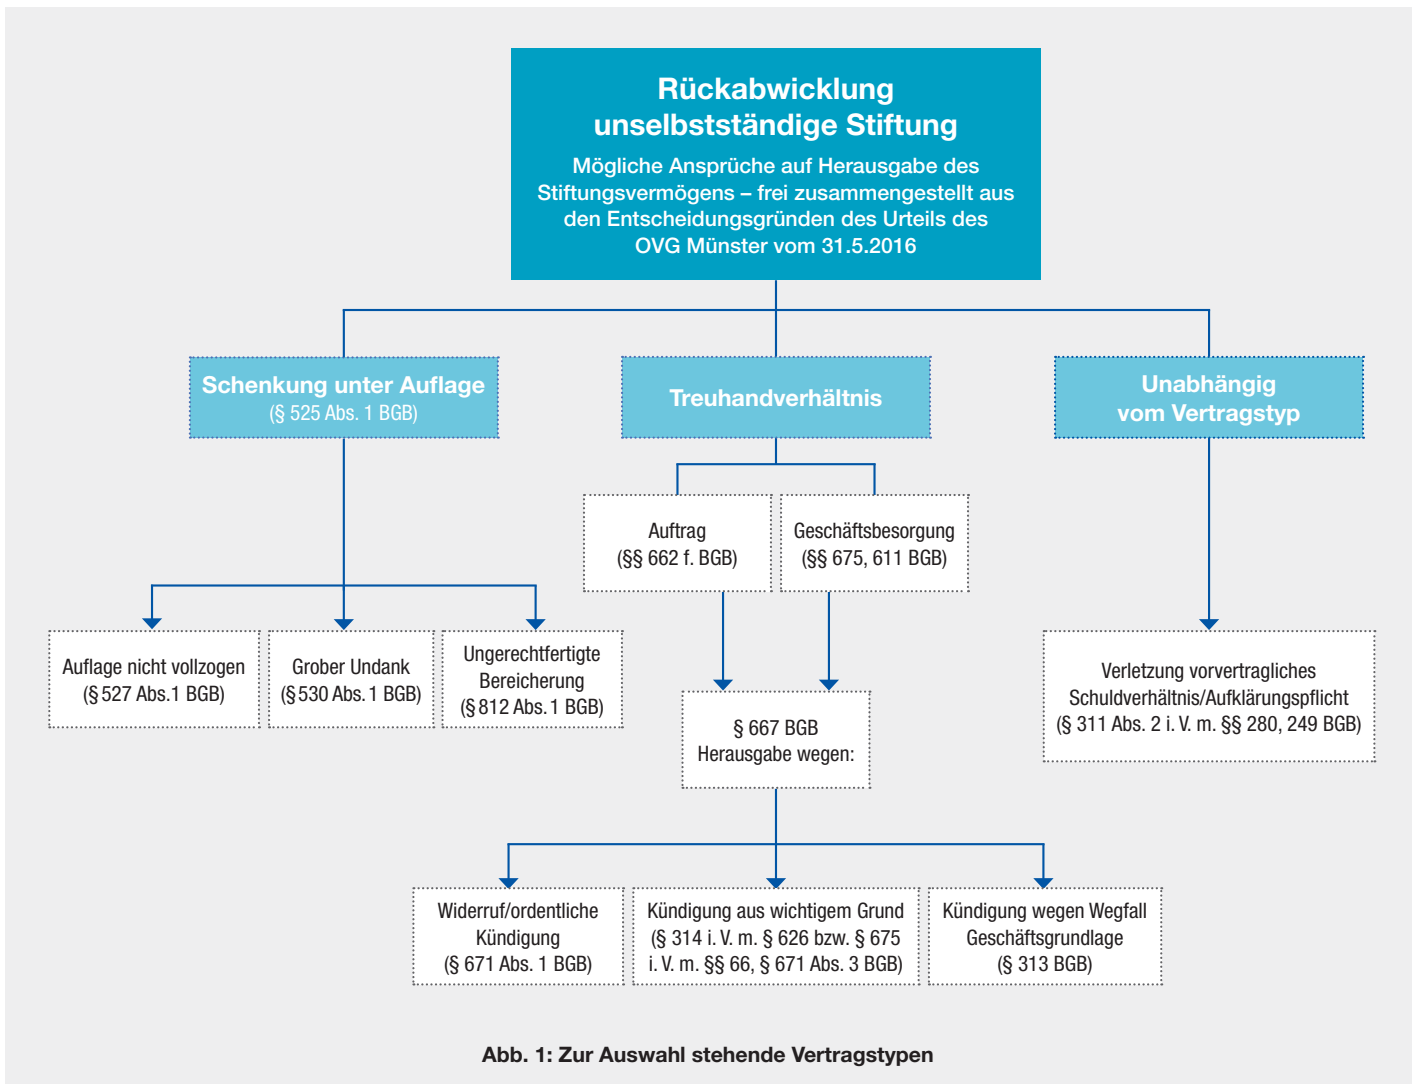 Rückabwicklung
unselbstständige Stiftung
Mögliche Ansprüche auf Herausgabe des
Stiftungsvermögens – frei zusammengestellt aus
den Entscheidungsgründen des Urteils des
OVG Münster vom 31.5.2016
Schenkung unter Auflage
(§ 525 Abs. 1 BGB)
Treuhandverhältnis
Unabhängig
vom Vertragstyp
Auftrag
(§§ 662 f. BGB)
Geschäftsbesorgung
(§§ 675, 611 BGB)
Auflage nicht vollzogen
(§ 527 Abs.1 BGB)
Grober Undank
(§ 530 Abs. 1 BGB)
Ungerechtfertigte
Bereicherung
(§ 812 Abs. 1 BGB)
Verletzung vorvertragliches
Schuldverhältnis/Aufklärungspflicht
(§ 311 Abs. 2 i. V. m. §§ 280, 249 BGB)
§ 667 BGB
Herausgabe wegen:
Widerruf/ordentliche
Kündigung
(§ 671 Abs. 1 BGB)
Kündigung aus wichtigem Grund
(§ 314 i. V. m. § 626 bzw. § 675
i. V. m. §§ 66, § 671 Abs. 3 BGB)
Kündigung wegen Wegfall
Geschäftsgrundlage
(§ 313 BGB)
Abb. 1: Zur Auswahl stehende Vertragstypen